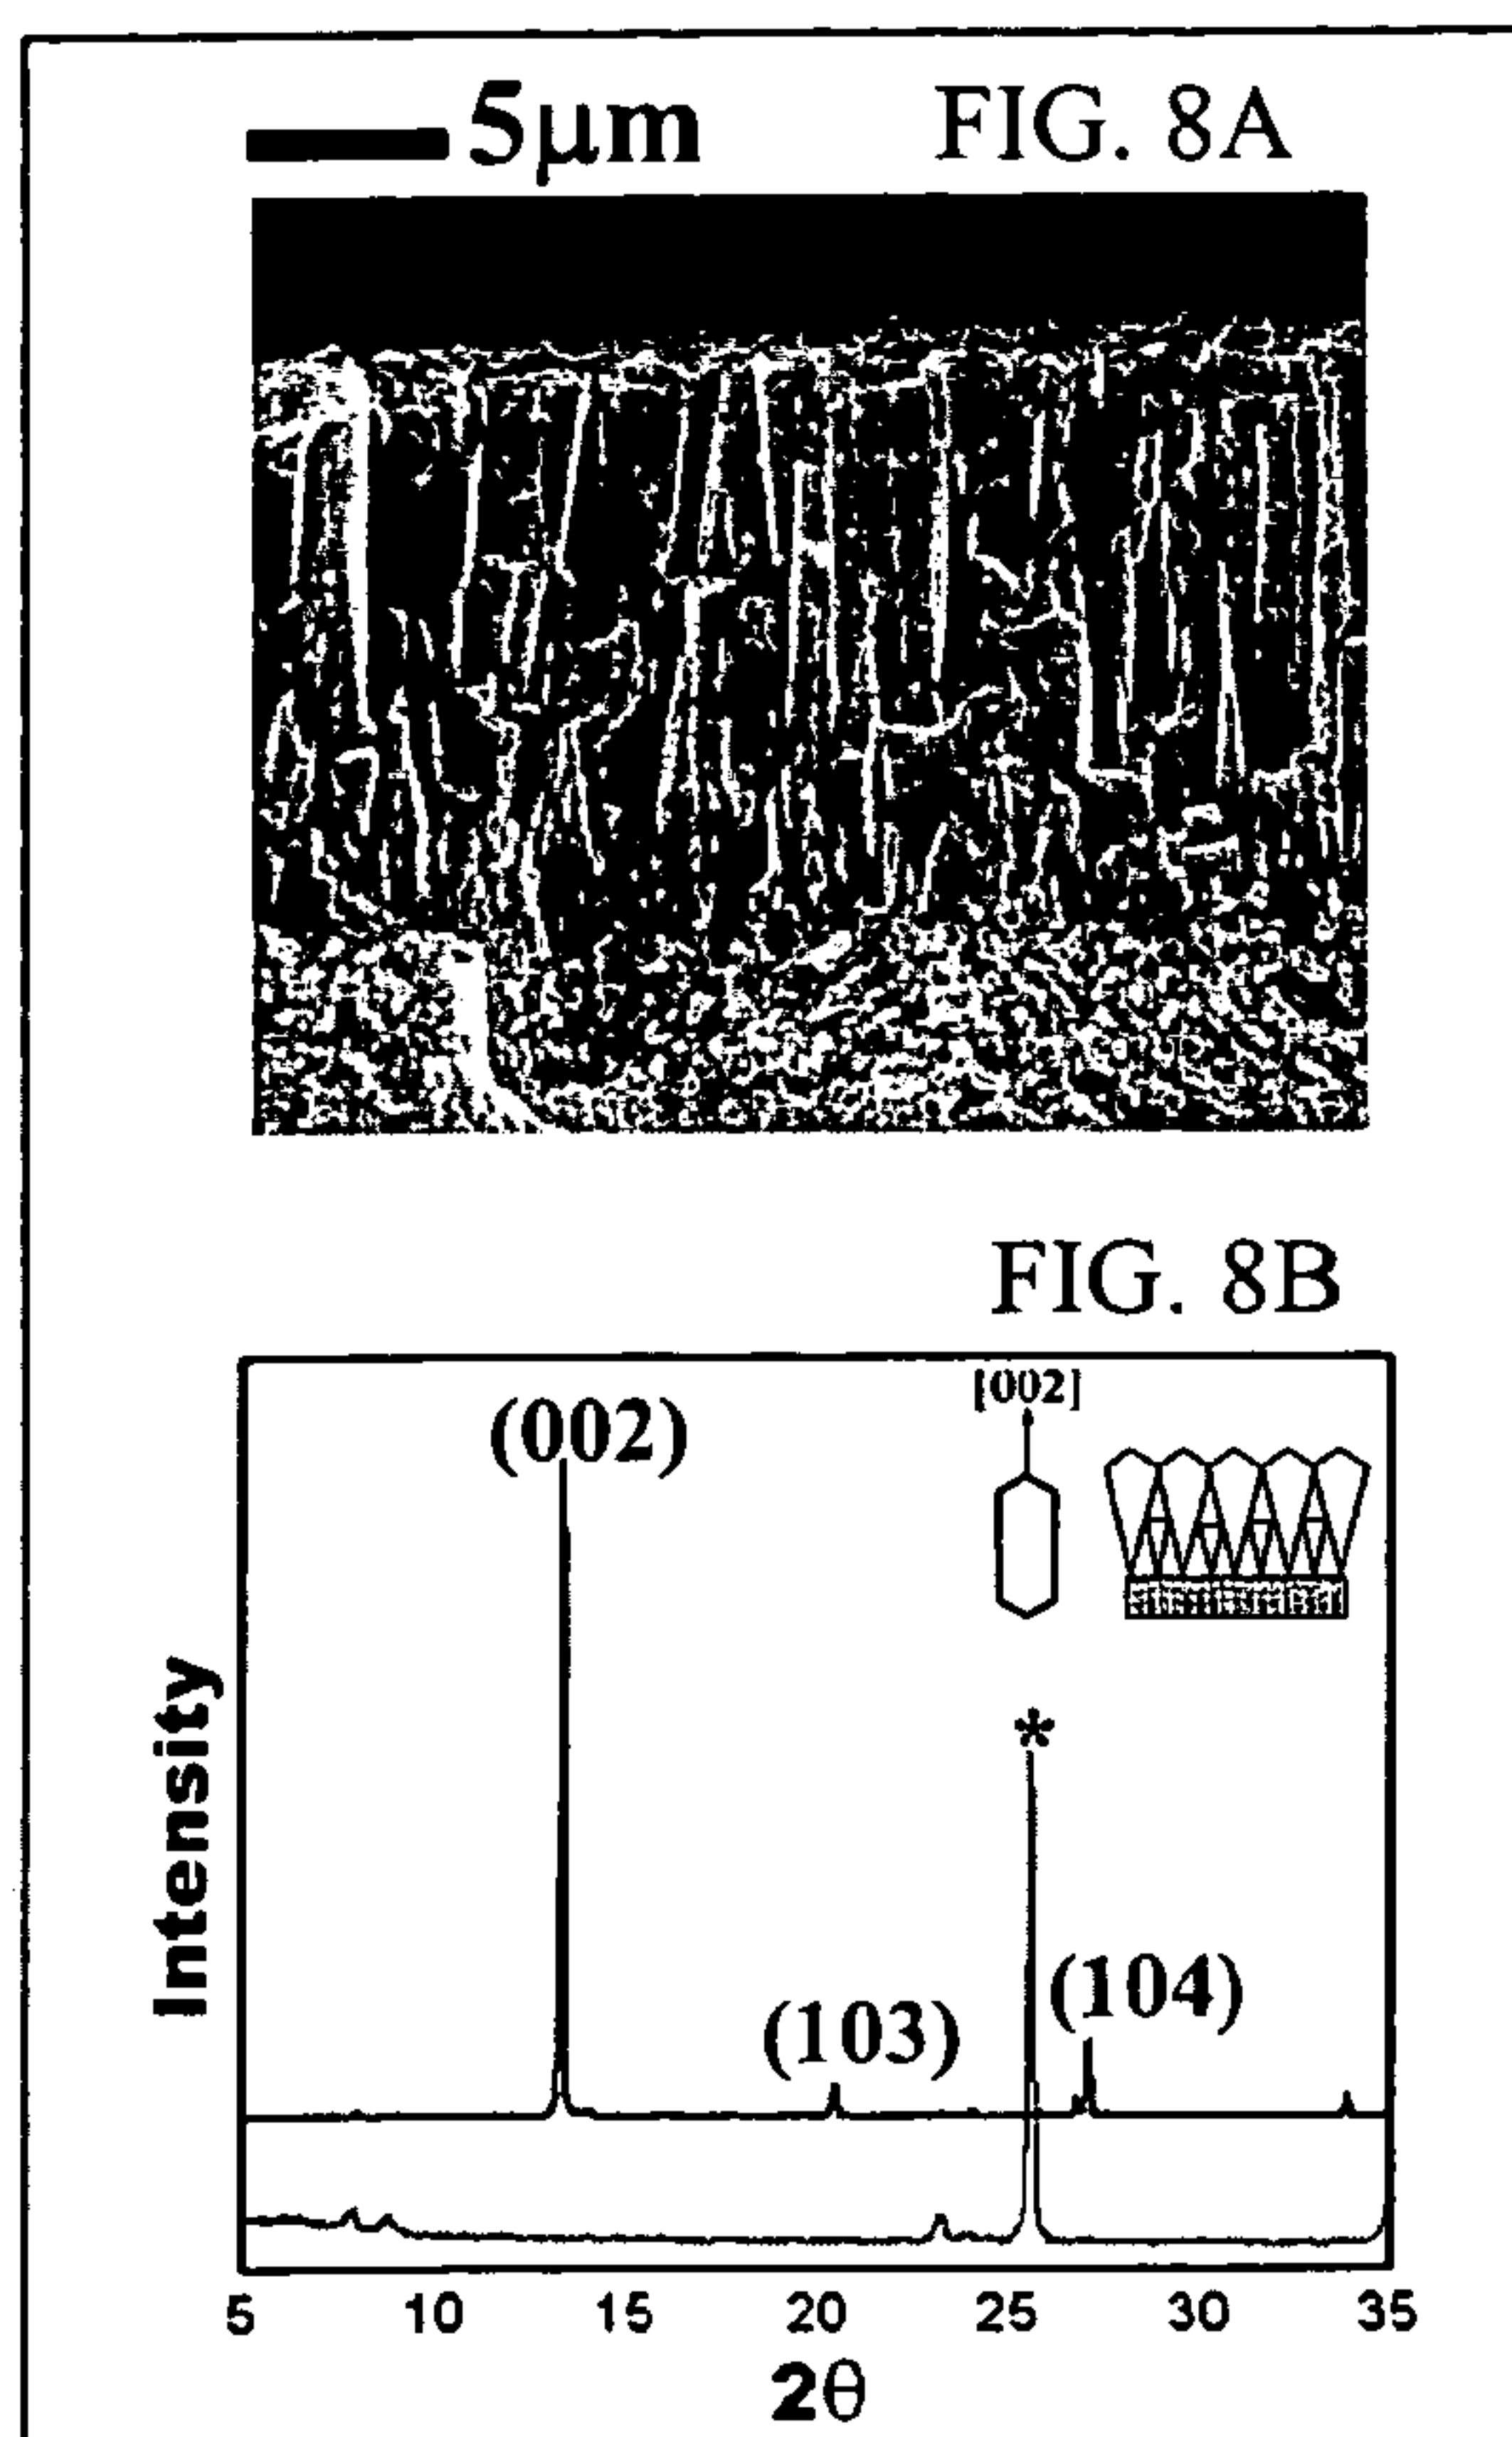 5µm FIG. 8A
FIG. 8B
(002)
[002]
*
(103)
(104)
Intensity
5 10 15 20 25 30 35
2θ